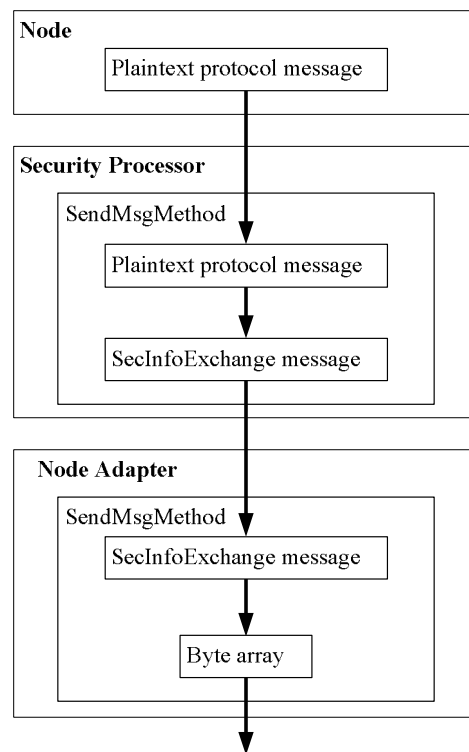 Node
Plaintext protocol message
Security Processor
SendMsgMethod
Plaintext protocol message
SecInfoExchange message
Node Adapter
SendMsgMethod
SecInfoExchange message
Byte array